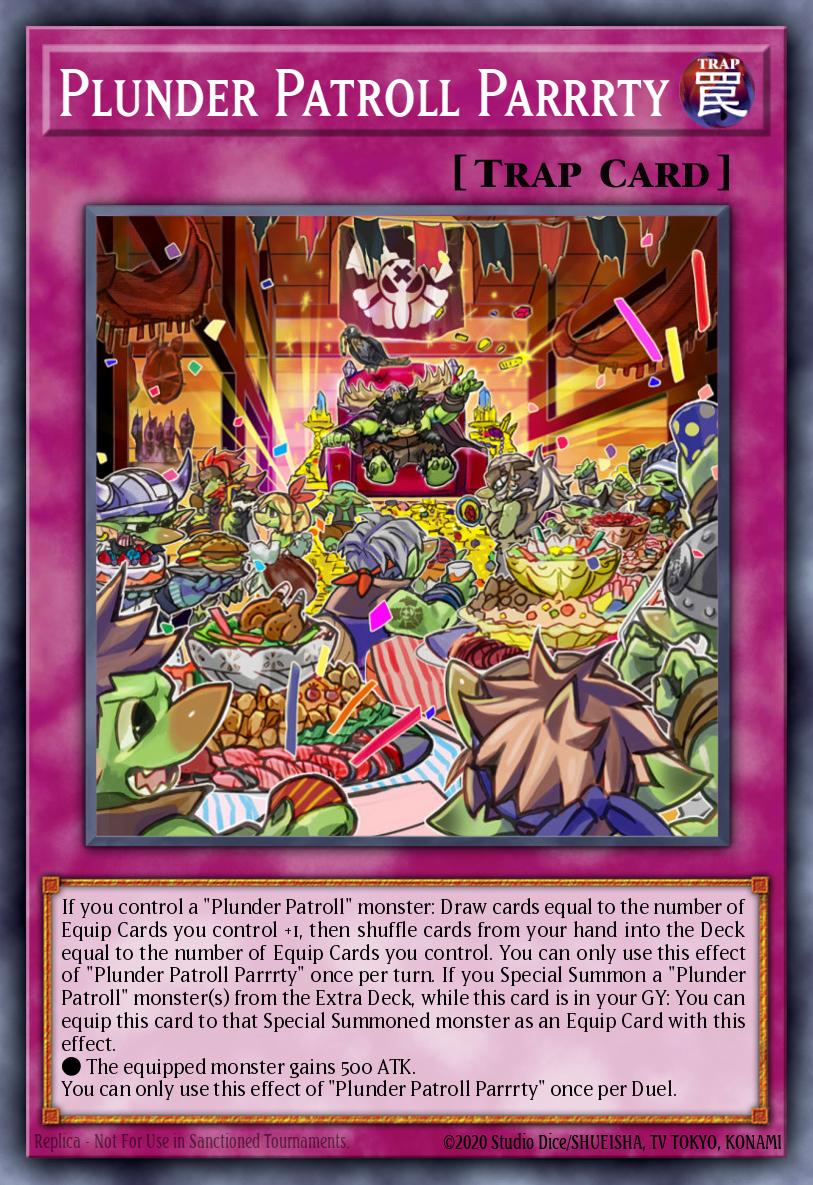 Plunder Patroll Parrrty
TRAP
罠
[Trap Card]
If you control a "Plunder Patroll" monster: Draw cards equal to the number of
Equip Cards you control +1, then shuffle cards from your hand into the Deck
equal to the number of Equip Cards you control. You can only use this effect
of "Plunder Patroll Parrrty" once per turn. If you Special Summon a "Plunder
Patroll" monster(s) from the Extra Deck, while this card is in your GY: You can
equip this card to that Special Summoned monster as an Equip Card with this
effect.
● The equipped monster gains 500 ATK.
You can only use this effect of "Plunder Patroll Parrrty" once per Duel.
Replica - Not For Use in Sanctioned Tournaments.
©2020 Studio Dice/SHUEISHA, TV TOKYO, KONAMI